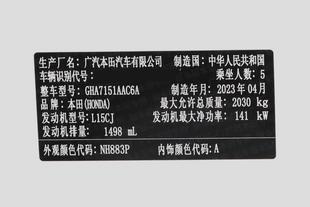 生产厂名：广汽本田汽车有限公司 制造国：中华人民共和国
车辆识别代号： 乘坐人数：5
整车型号：GHA7151AAC6A 制造年月：2023年04月
品牌：本田(HONDA) 最大允许总质量：2030 kg
发动机型号：L15CJ 发动机最大净功率：141 kW
发动机排量：1498 mL
外观颜色代码：NH883P 内饰颜色代码：A